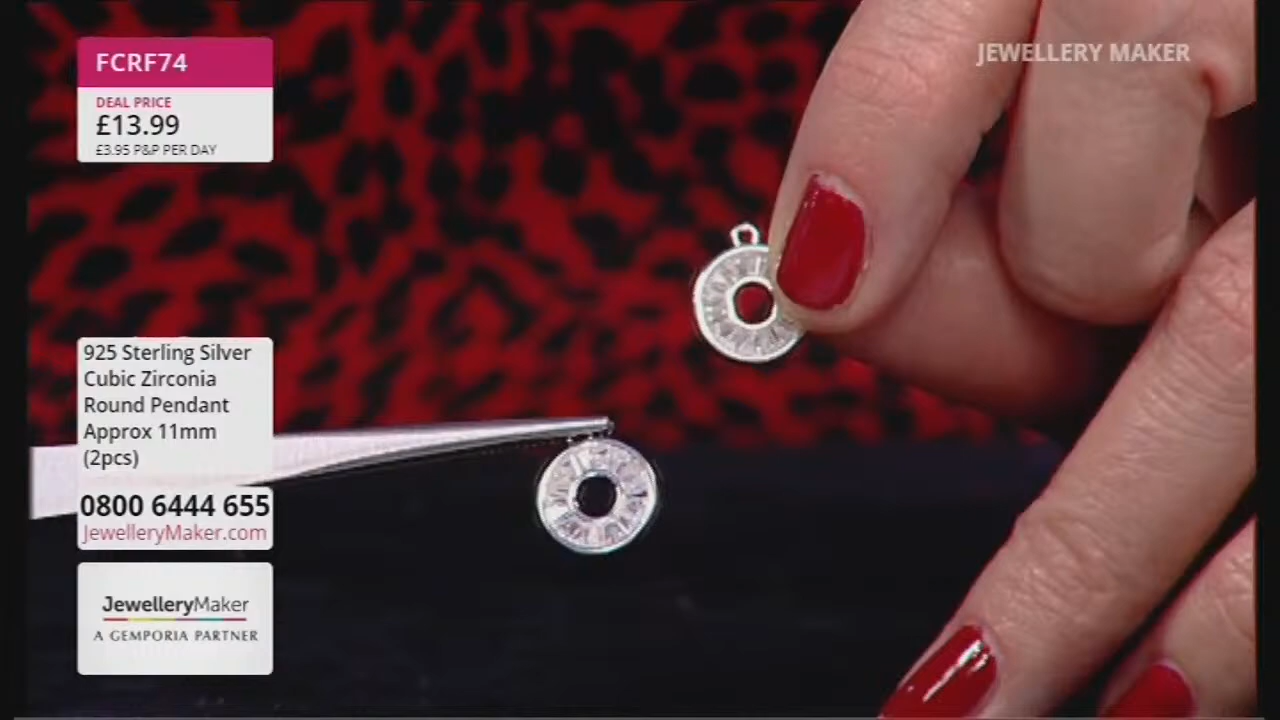 FCRF74
DEAL PRICE
£13.99
£3.95 P&P PER DAY
JEWELLERY MAKER
925 Sterling Silver
Cubic Zirconia
Round Pendant
Approx 11mm
(2pcs)
0800 6444 655
JewelleryMaker.com
JewelleryMaker
A GEMPORIA PARTNER